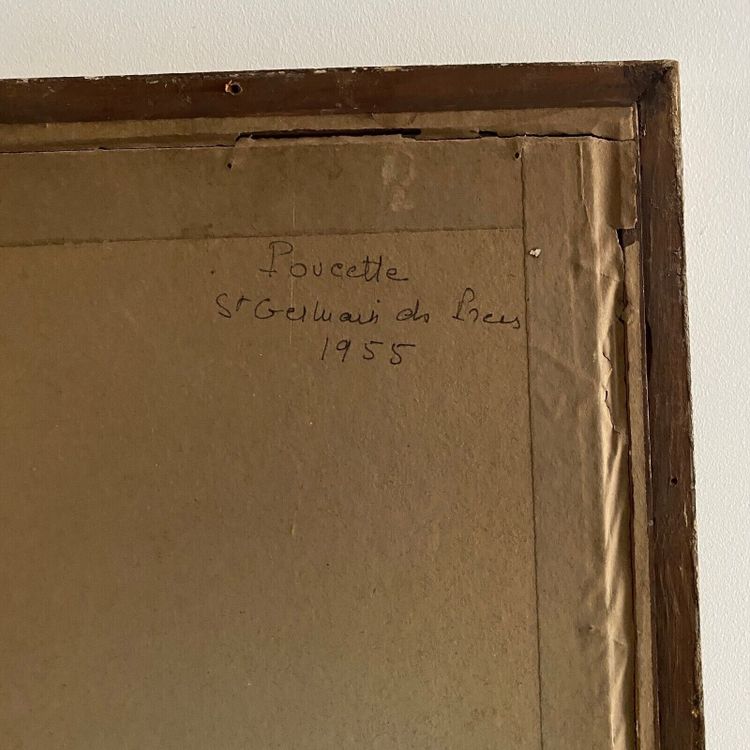 Poucette
St Germain des Pres
1955